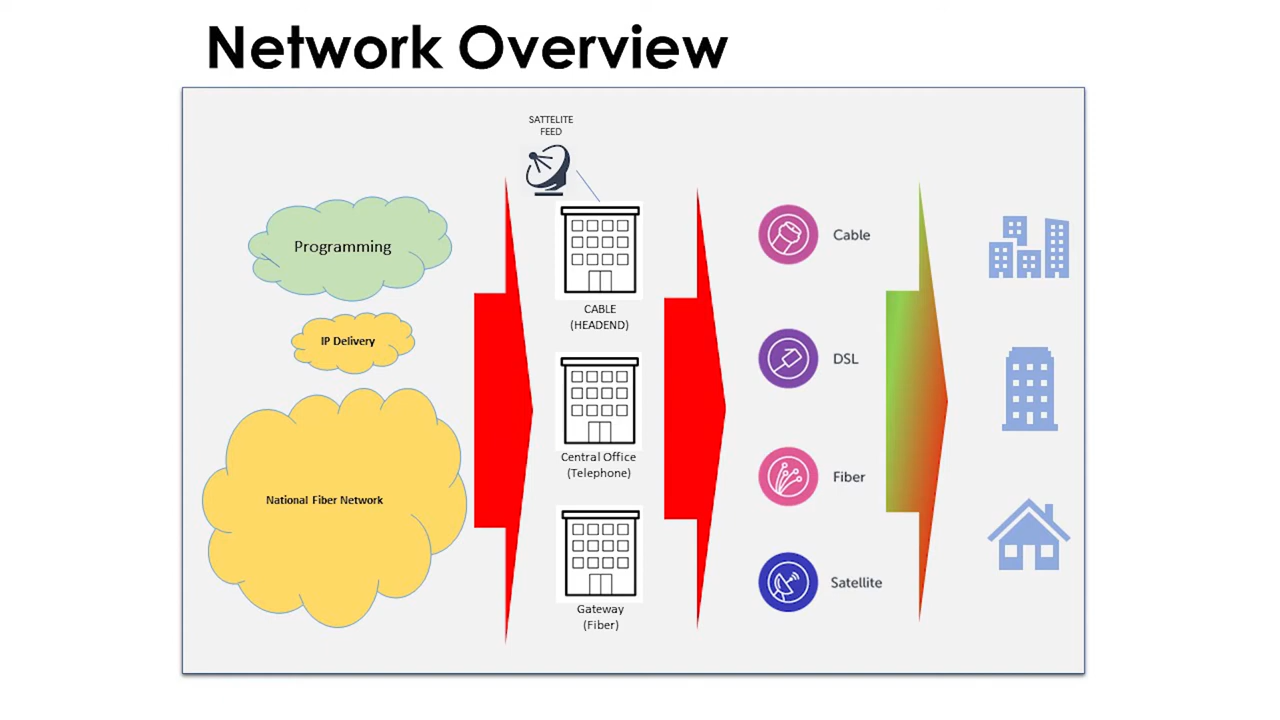 Network Overview
SATTELITE
FEED
Programming
IP Delivery
National Fiber Network
CABLE
(HEADEND)
Central Office
(Telephone)
Gateway
(Fiber)
Cable
DSL
Fiber
Satellite